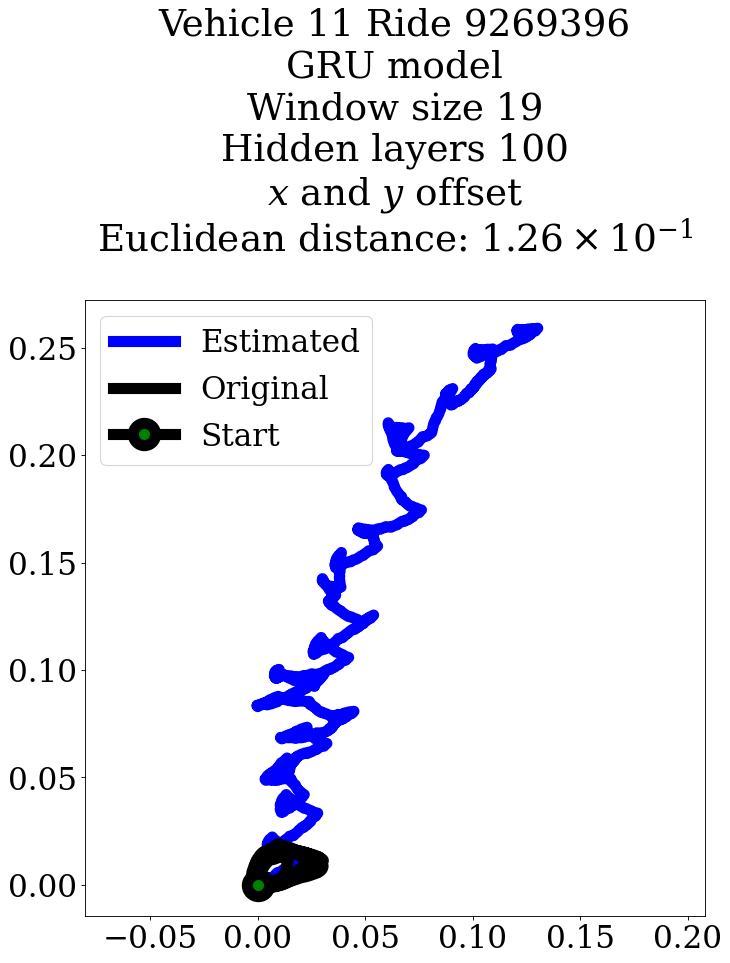 Vehicle 11 Ride 9269396
GRU model
Window size 19
Hidden layers 100
x and y offset
Euclidean distance: 1.26 × 10⁻¹
Estimated
Original
Start
0.25
0.20
0.15
0.10
0.05
0.00
−0.05 0.00 0.05 0.10 0.15 0.20